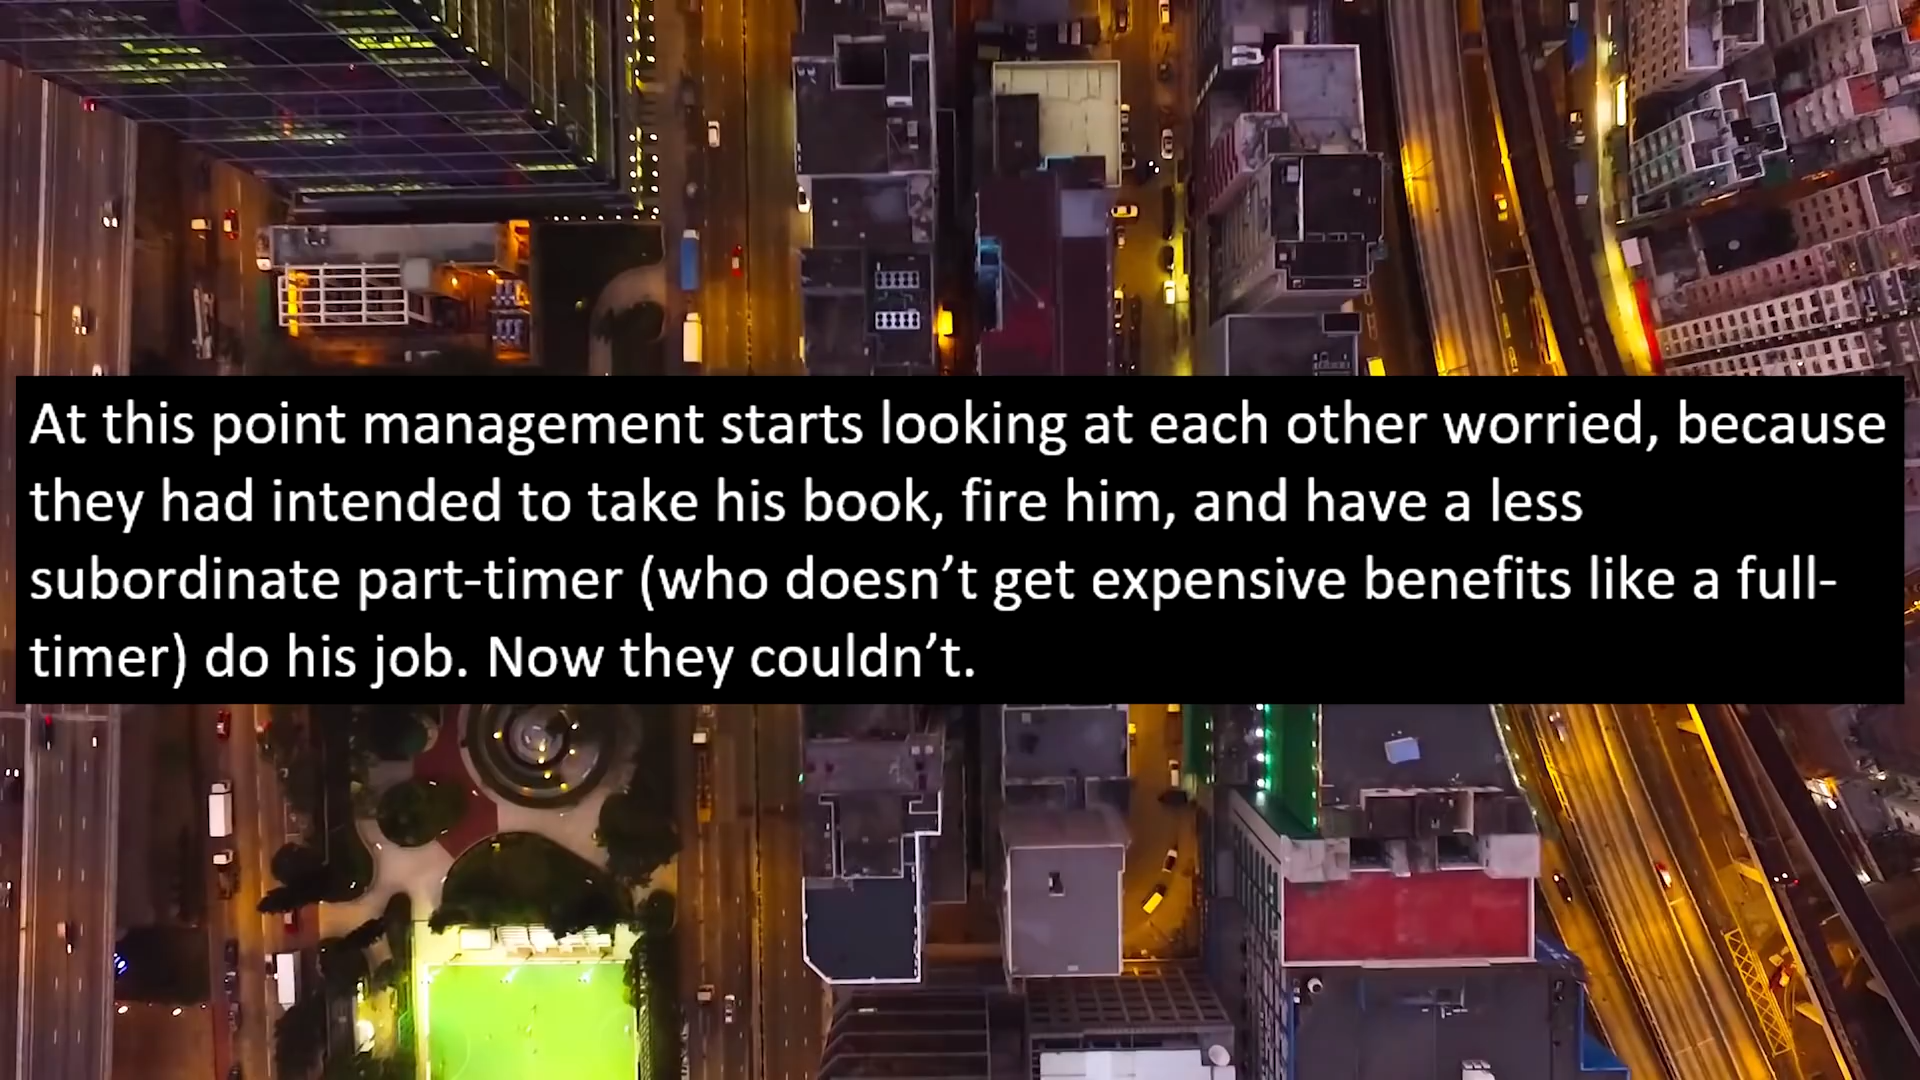 At this point management starts looking at each other worried, because
they had intended to take his book, fire him, and have a less
subordinate part-timer (who doesn’t get expensive benefits like a full-
timer) do his job. Now they couldn’t.